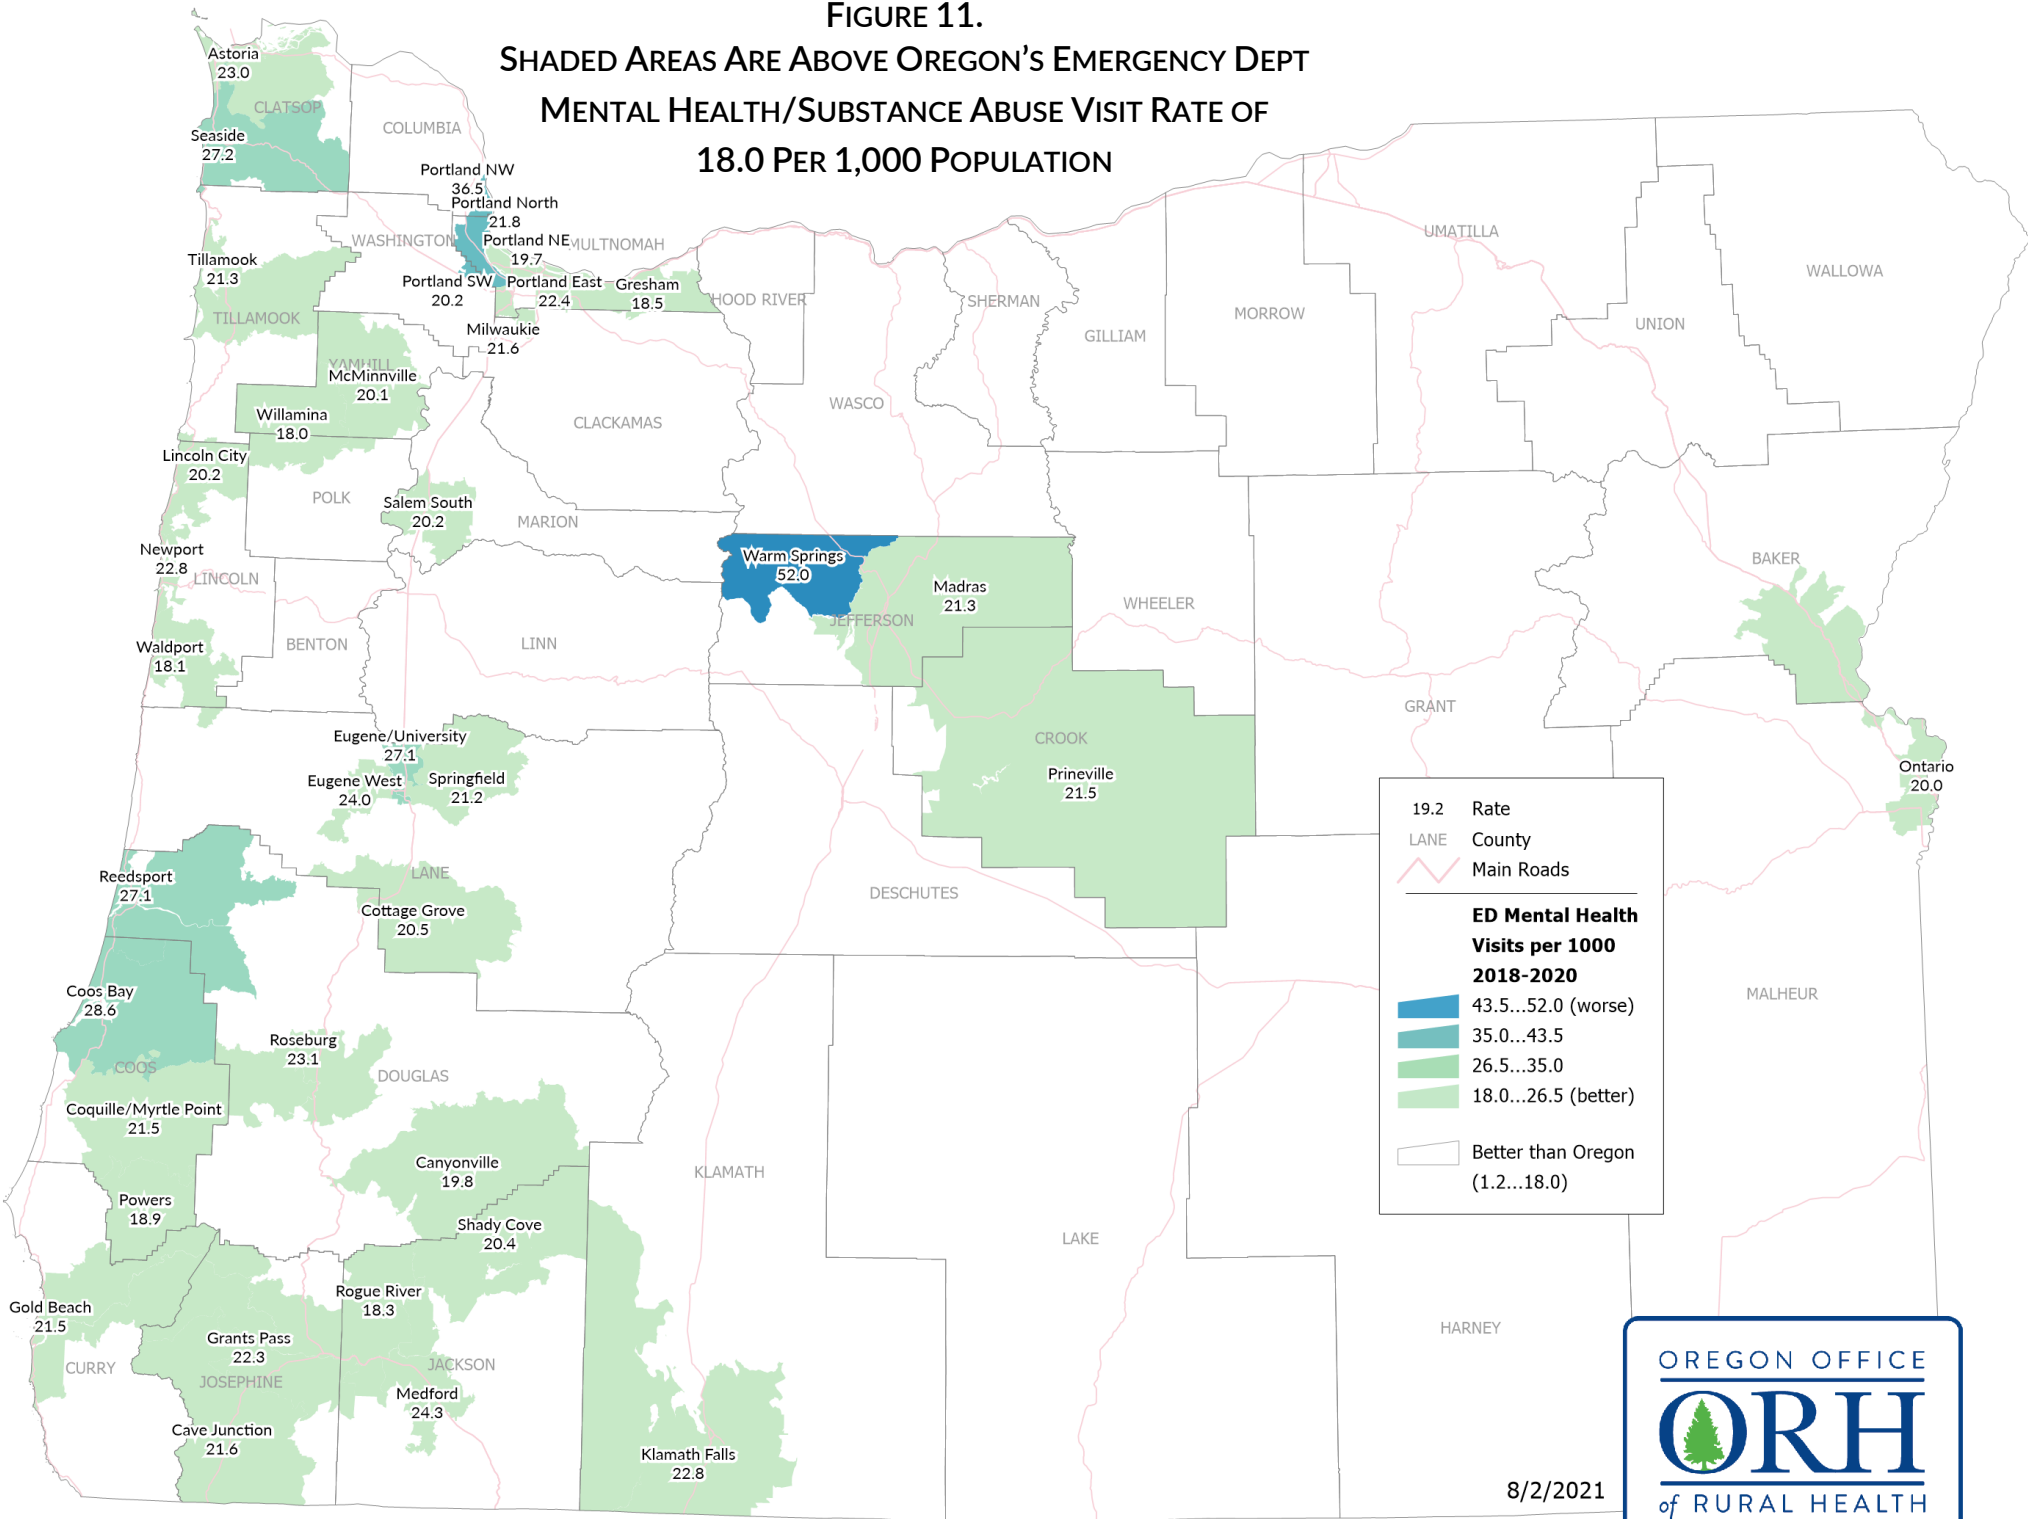 FIGURE 11.
SHADED AREAS ARE ABOVE OREGON'S EMERGENCY DEPT
MENTAL HEALTH/SUBSTANCE ABUSE VISIT RATE OF
18.0 PER 1,000 POPULATION
Astoria
23.0
CLATSOP
Seaside
27.2
COLUMBIA
Portland NW
36.5
Portland North
21.8
WASHINGTON
Portland NE
19.7
MULTNOMAH
Portland SW
20.2
Portland East
22.4
Gresham
18.5
Milwaukie
21.6
Tillamook
21.3
TILLAMOOK
HOOD RIVER
SHERMAN
GILLIAM
MORROW
UMATILLA
UNION
WALLOWA
YAMHILL
McMinnville
20.1
Willamina
18.0
WASCO
CLACKAMAS
Lincoln City
20.2
POLK
Salem South
20.2
MARION
Newport
22.8
LINCOLN
Warm Springs
52.0
Madras
21.3
JEFFERSON
WHEELER
BAKER
Waldport
18.1
BENTON
LINN
GRANT
Eugene/University
27.1
Eugene West
24.0
Springfield
21.2
CROOK
Prineville
21.5
Ontario
20.0
Reedsport
27.1
LANE
Cottage Grove
20.5
DESCHUTES
Coos Bay
28.6
COOS
Roseburg
23.1
DOUGLAS
MALHEUR
Coquille/Myrtle Point
21.5
Canyonville
19.8
KLAMATH
Powers
18.9
Shady Cove
20.4
LAKE
Gold Beach
21.5
Rogue River
18.3
HARNEY
Grants Pass
22.3
CURRY
JOSEPHINE
JACKSON
Medford
24.3
Cave Junction
21.6
Klamath Falls
22.8
19.2 Rate
LANE County
Main Roads
ED Mental Health
Visits per 1000
2018-2020
43.5...52.0 (worse)
35.0...43.5
26.5...35.0
18.0...26.5 (better)
Better than Oregon
(1.2...18.0)
8/2/2021
OREGON OFFICE
ORH
of RURAL HEALTH